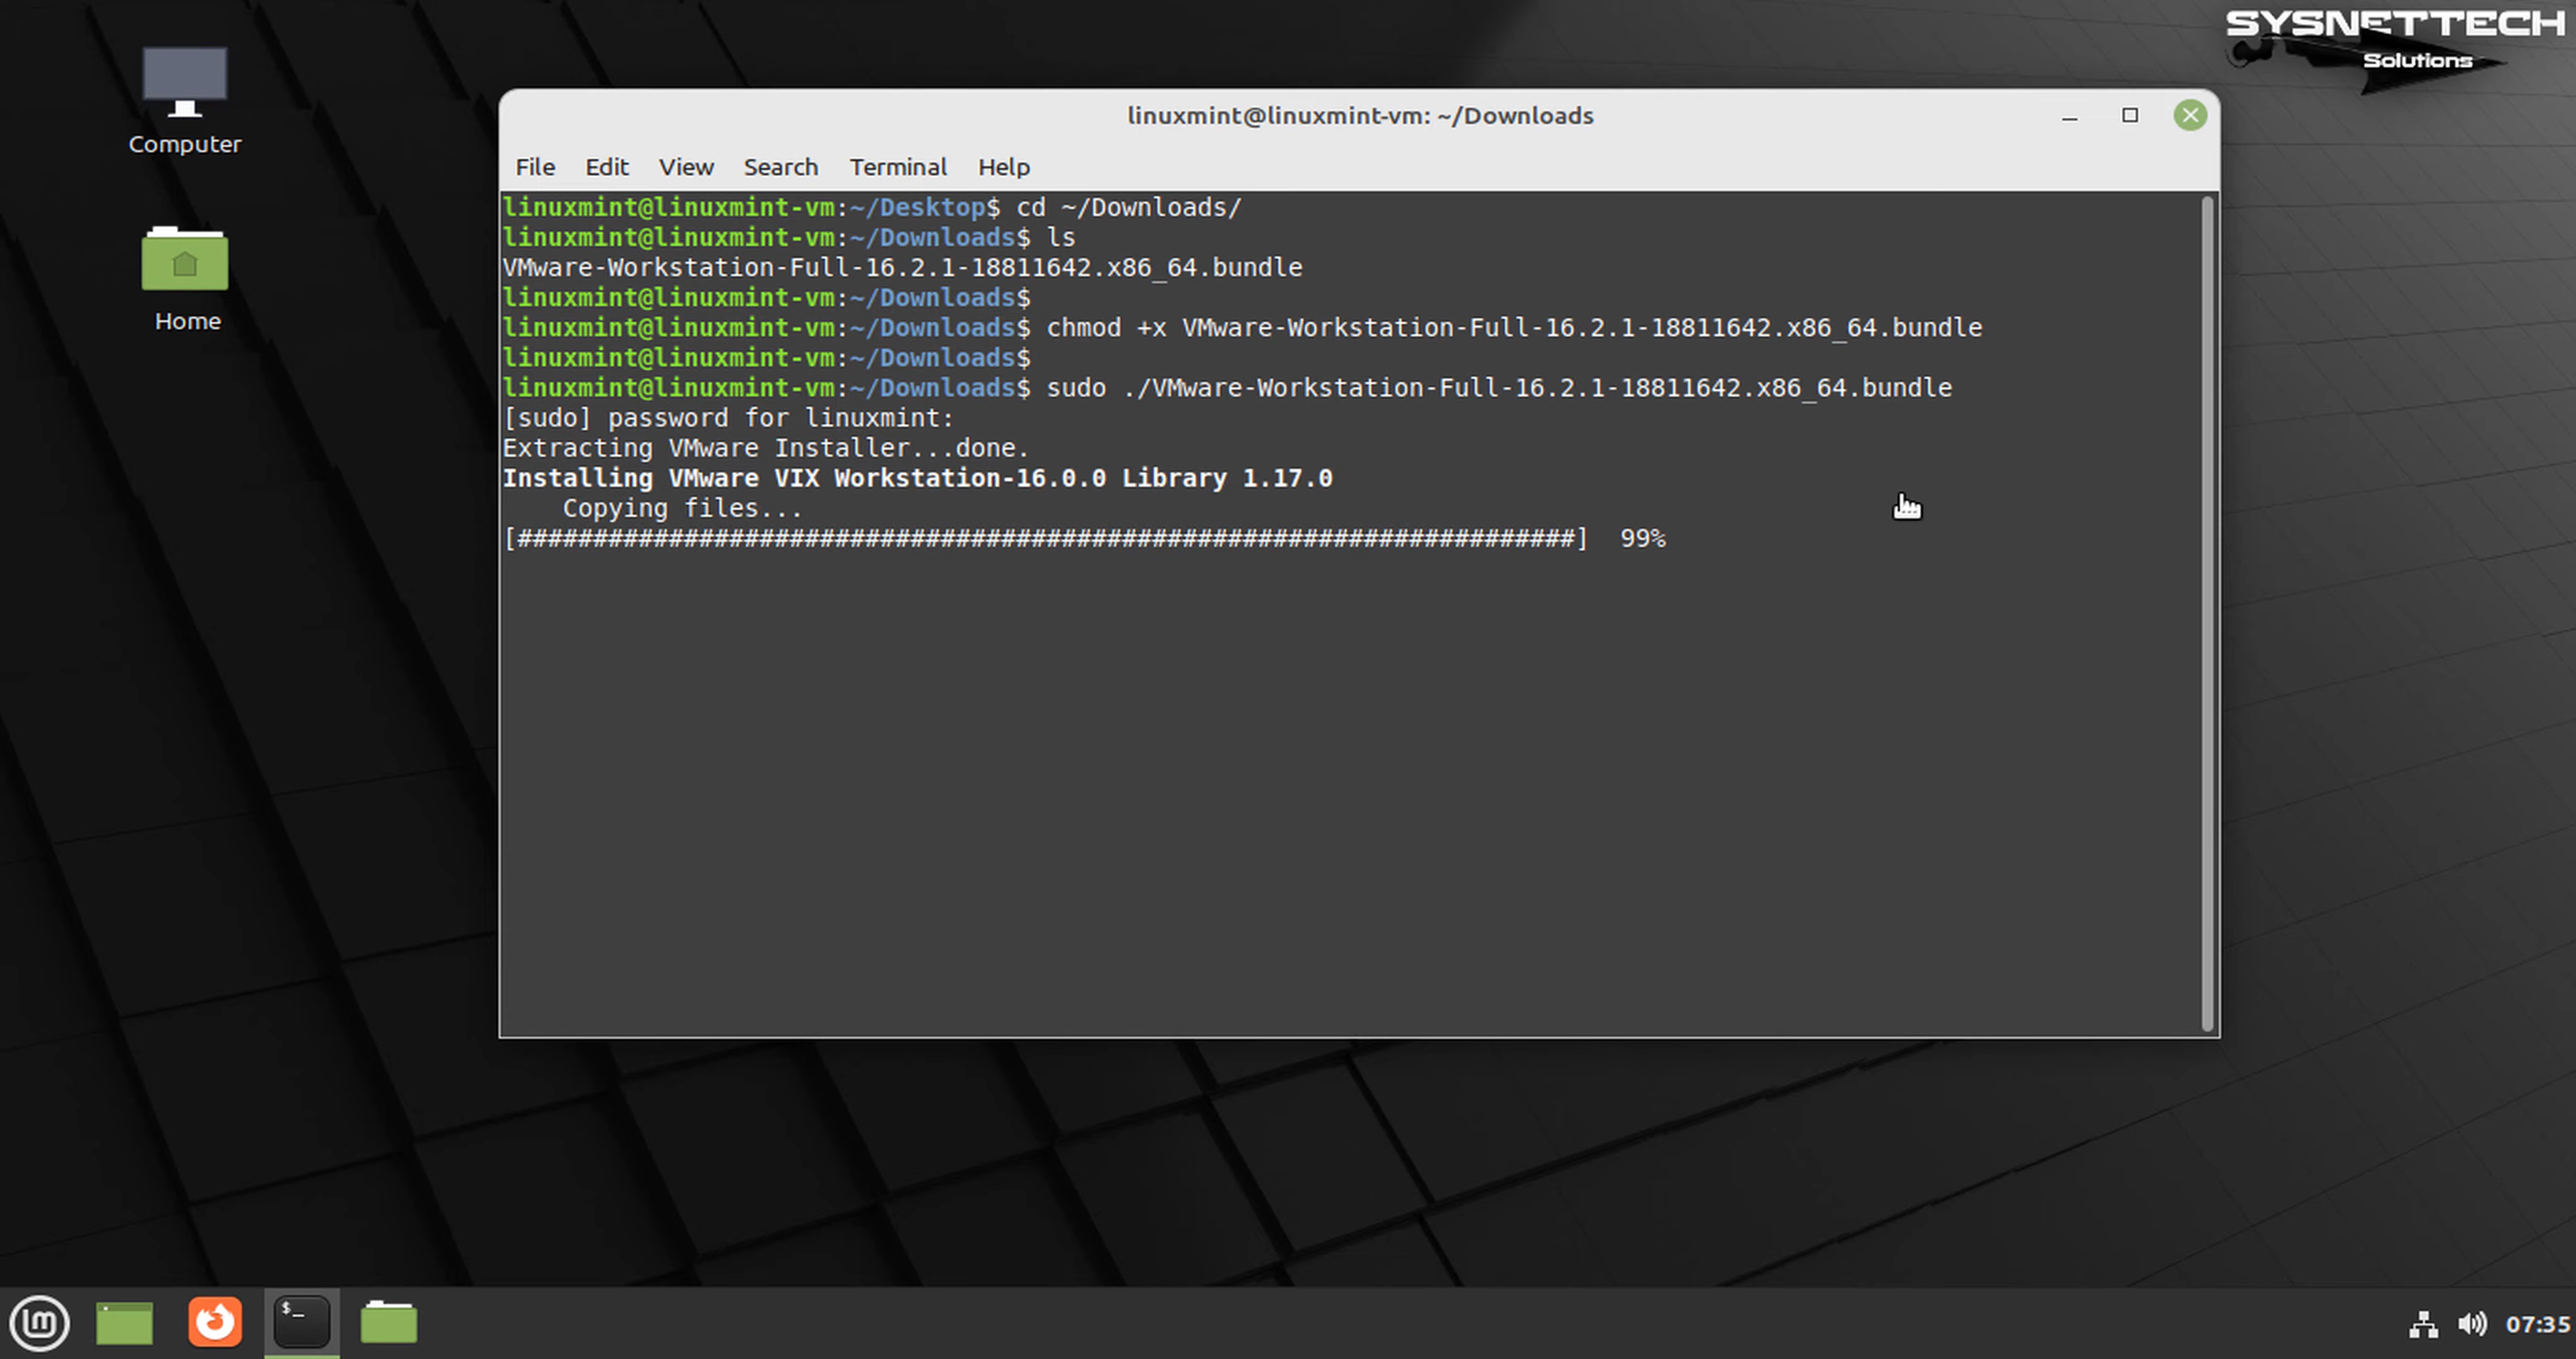 SYSNETTECH
Solutions
Computer
Home
linuxmint@linuxmint-vm: ~/Downloads
File Edit View Search Terminal Help
linuxmint@linuxmint-vm:~/Desktop$ cd ~/Downloads/
linuxmint@linuxmint-vm:~/Downloads$ ls
VMware-Workstation-Full-16.2.1-18811642.x86_64.bundle
linuxmint@linuxmint-vm:~/Downloads$
linuxmint@linuxmint-vm:~/Downloads$ chmod +x VMware-Workstation-Full-16.2.1-18811642.x86_64.bundle
linuxmint@linuxmint-vm:~/Downloads$
linuxmint@linuxmint-vm:~/Downloads$ sudo ./VMware-Workstation-Full-16.2.1-18811642.x86_64.bundle
[sudo] password for linuxmint:
Extracting VMware Installer...done.
Installing VMware VIX Workstation-16.0.0 Library 1.17.0
    Copying files...
[######################################################################]  99%
$_
07:35